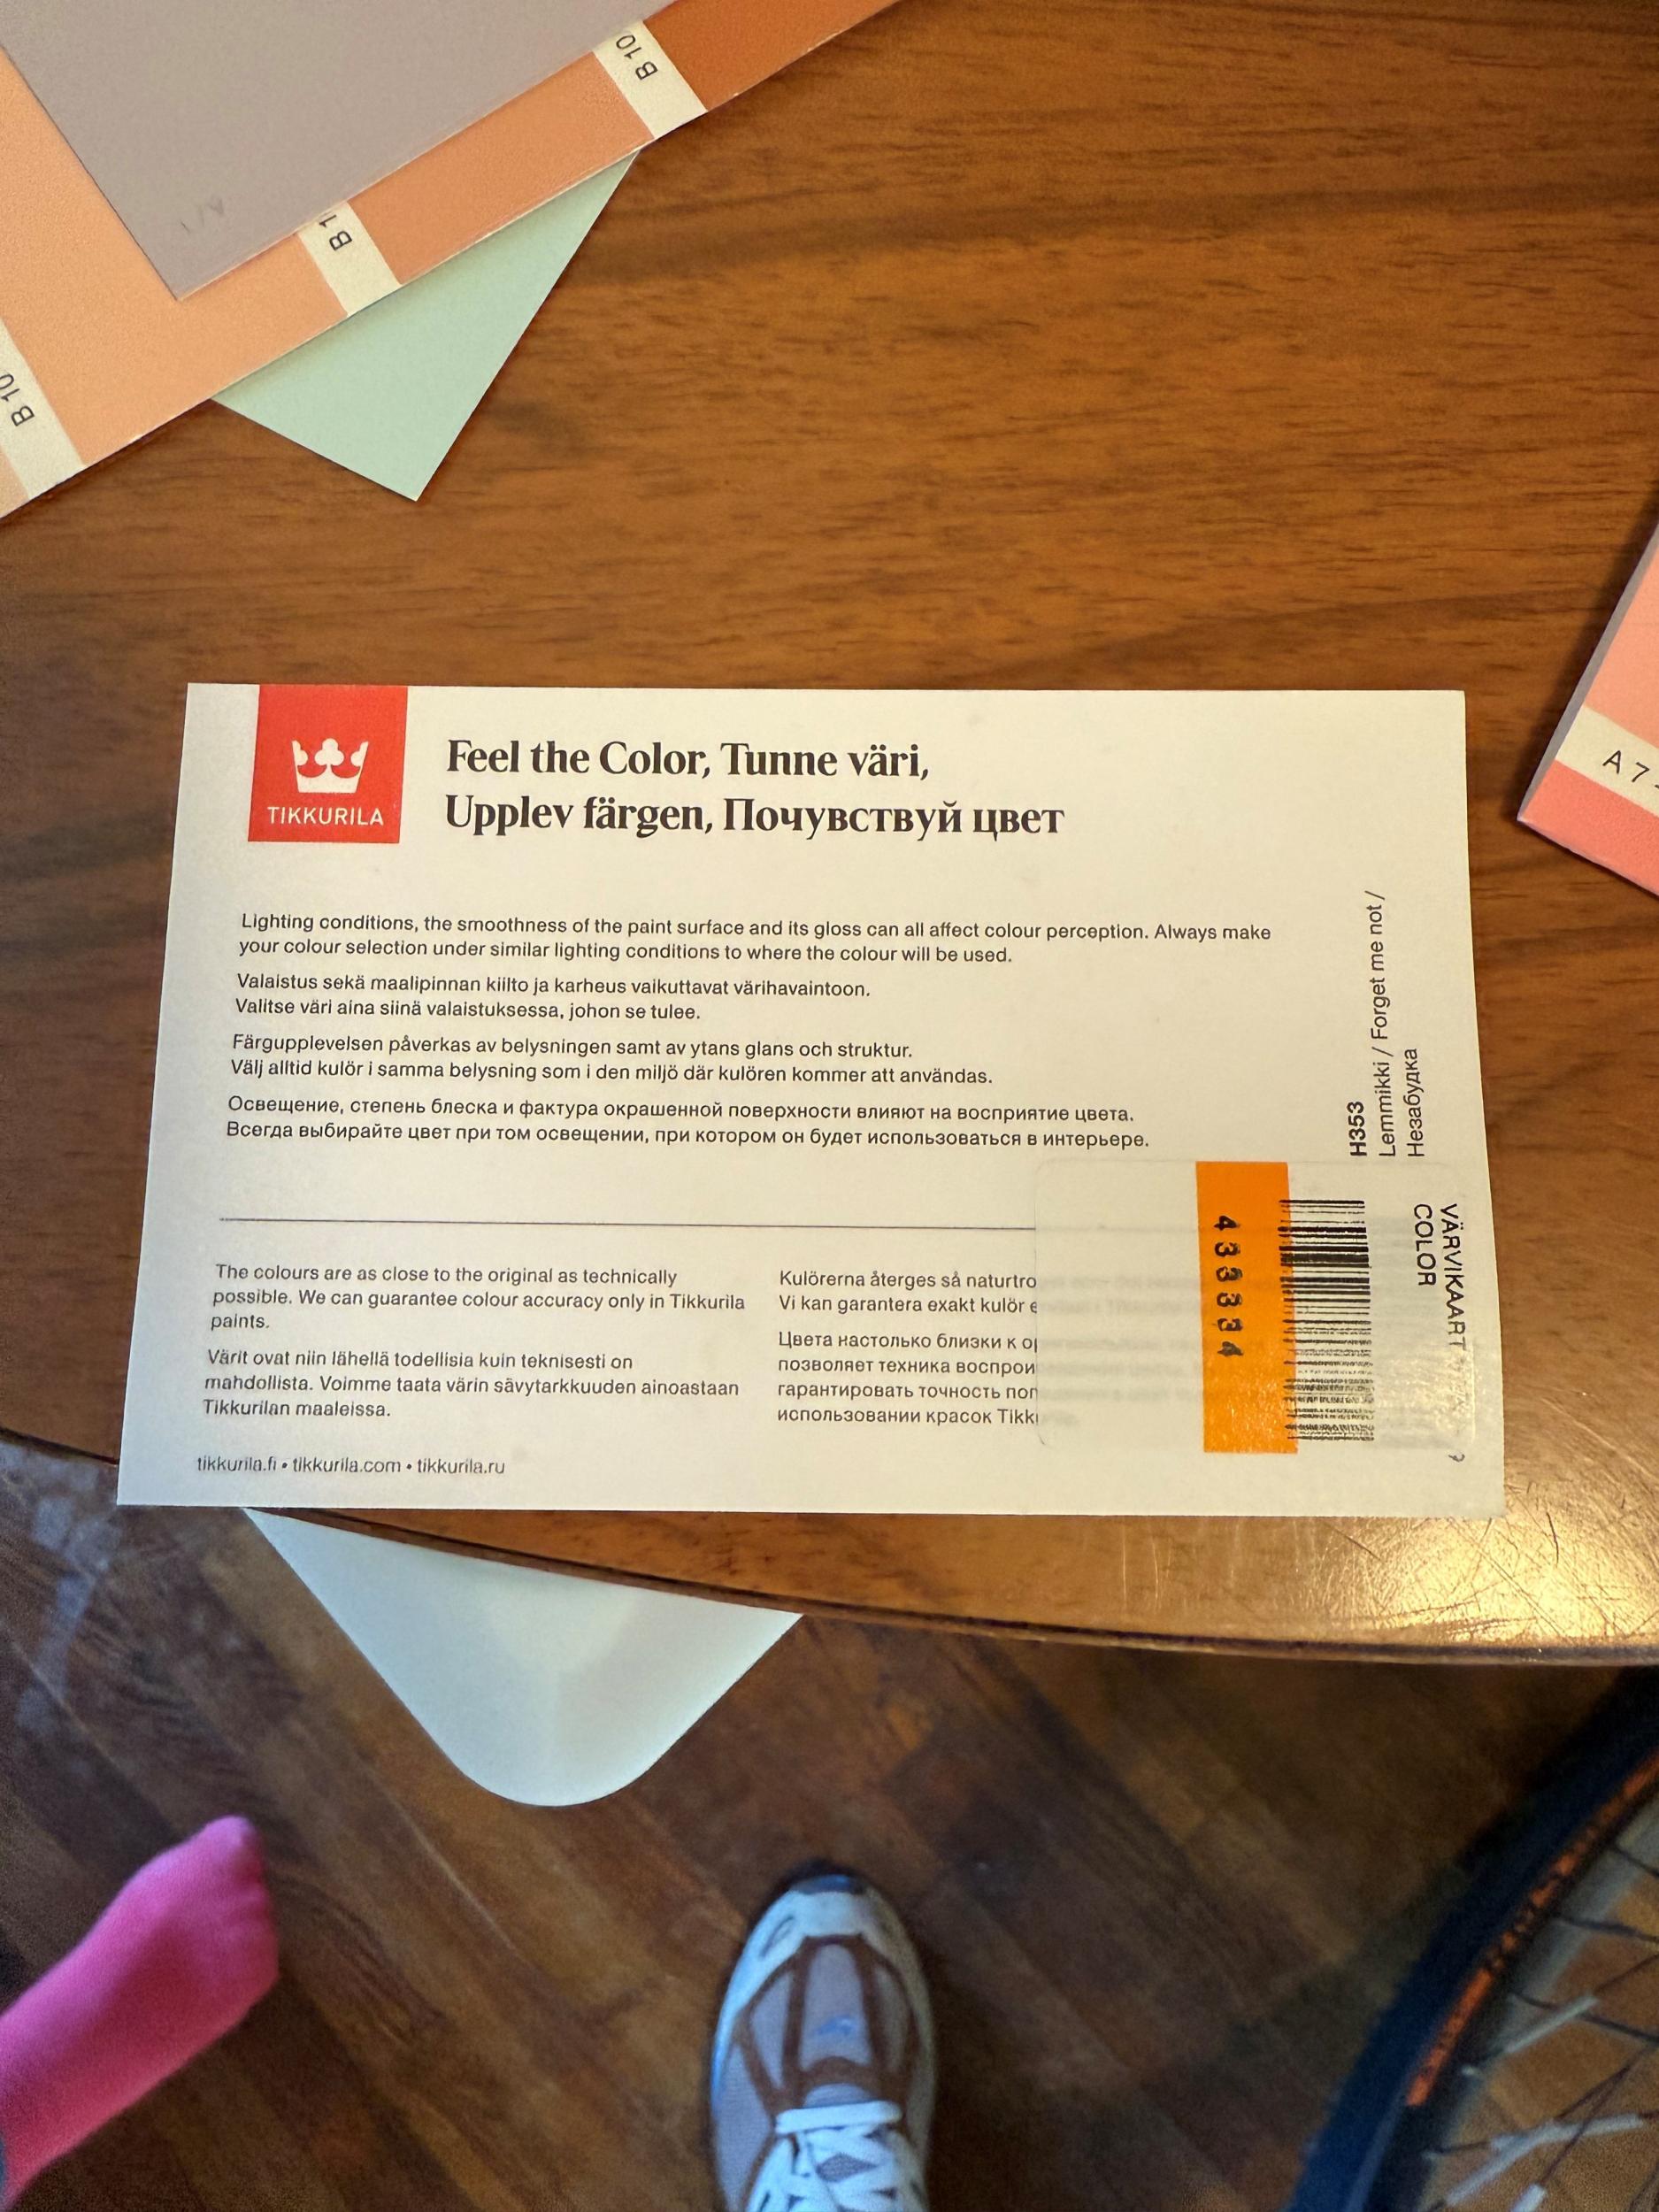 B 10
B 1
B 10
A 7
TIKKURILA
Feel the Color, Tunne väri,
Upplev färgen, Почувствуй цвет
Lighting conditions, the smoothness of the paint surface and its gloss can all affect colour perception. Always make
your colour selection under similar lighting conditions to where the colour will be used.
Valaistus sekä maalipinnan kiilto ja karheus vaikuttavat värihavaintoon.
Valitse väri aina siinä valaistuksessa, johon se tulee.
Färgupplevelsen påverkas av belysningen samt av ytans glans och struktur.
Välj alltid kulör i samma belysning som i den miljö där kulören kommer att användas.
Освещение, степень блеска и фактура окрашенной поверхности влияют на восприятие цвета.
Всегда выбирайте цвет при том освещении, при котором он будет использоваться в интерьере.
H353
Lemmikki / Forget me not /
Незабудка
The colours are as close to the original as technically
possible. We can guarantee colour accuracy only in Tikkurila
paints.
Värit ovat niin lähellä todellisia kuin teknisesti on
mahdollista. Voimme taata värin sävytarkkuuden ainoastaan
Tikkurilan maaleissa.
Kulörerna återges så naturtro
Vi kan garantera exakt kulör e
Цвета настолько близки к
позволяет техника воспрои
гарантировать точность
использовании красок Tikk
VÄRVIKAART
COLOR
433334
tikkurila.fi • tikkurila.com • tikkurila.ru